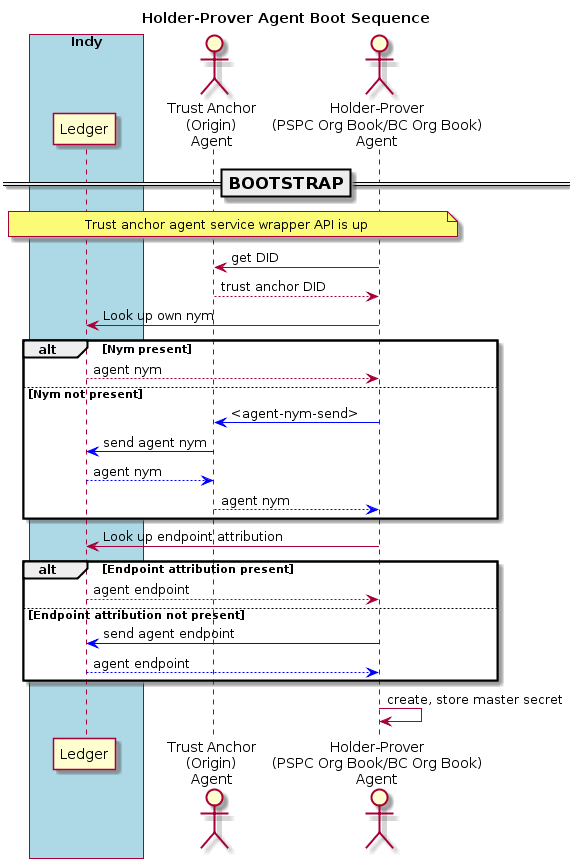 Holder-Prover Agent Boot Sequence
Indy
Ledger
Trust Anchor
(Origin)
Agent
Holder-Prover
(PSPC Org Book/BC Org Book)
Agent
BOOTSTRAP
Trust anchor agent service wrapper API is up
get DID
trust anchor DID
Look up own nym
alt [Nym present]
agent nym
[Nym not present]
<agent-nym-send>
send agent nym
agent nym
agent nym
Look up endpoint attribution
alt [Endpoint attribution present]
agent endpoint
[Endpoint attribution not present]
send agent endpoint
agent endpoint
create, store master secret
Ledger
Trust Anchor
(Origin)
Agent
Holder-Prover
(PSPC Org Book/BC Org Book)
Agent